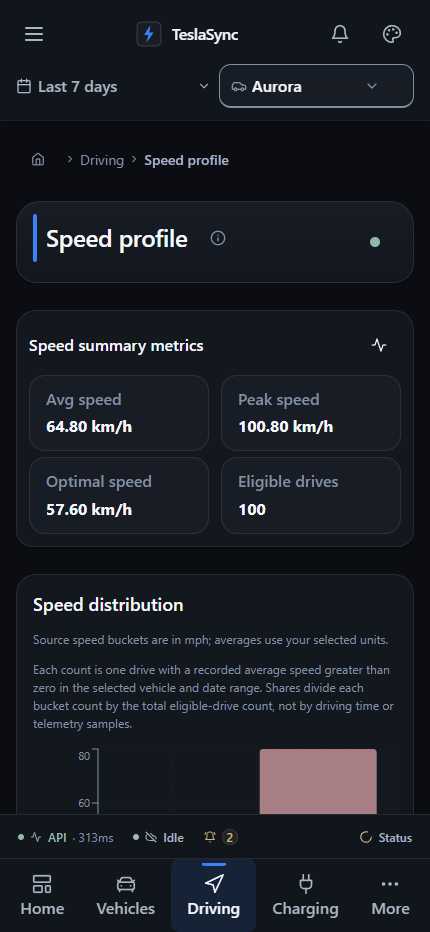 TeslaSync
Last 7 days
Aurora
Driving
Speed profile
Speed profile
Speed summary metrics
Avg speed
Peak speed
64.80 km/h
100.80 km/h
Optimal speed
Eligible drives
57.60 km/h
100
Speed distribution
Source speed buckets are in mph; averages use your selected units.
Each count is one drive with a recorded average speed greater than
zero in the selected vehicle and date range. Shares divide each
bucket count by the total eligible-drive count, not by driving time or
telemetry samples.
80
60
API · 313ms
Idle
2
Status
Home
Vehicles
Driving
Charging
More